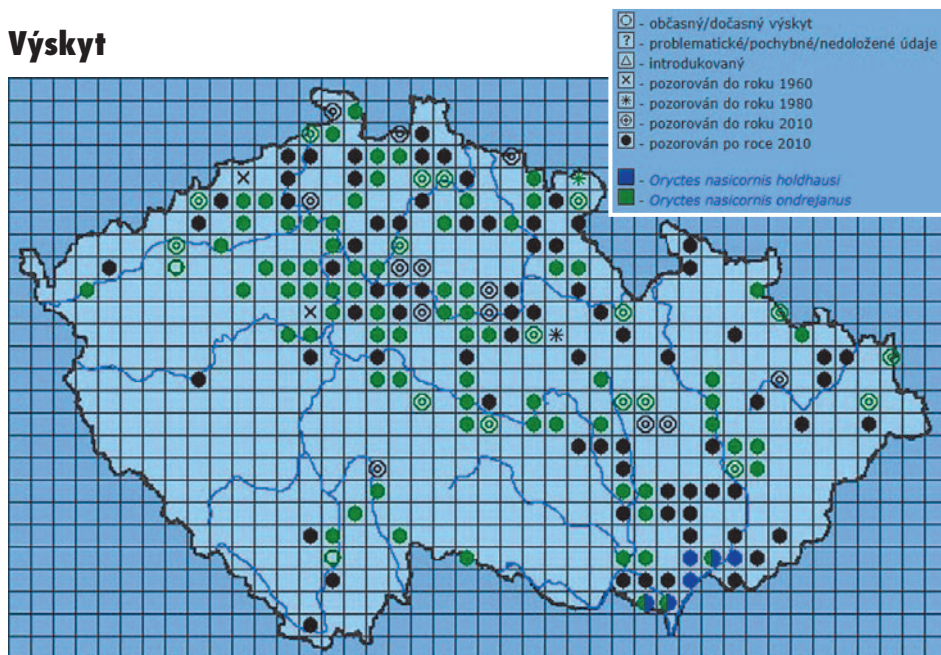 Výskyt
- občasný/dočasný výskyt
? - problematické/pochybné/nedoložené údaje
- introdukovaný
- pozorován do roku 1960
- pozorován do roku 1980
- pozorován do roku 2010
- pozorován po roce 2010
- Oryctes nasicornis holdhausi
- Oryctes nasicornis ondrejanus